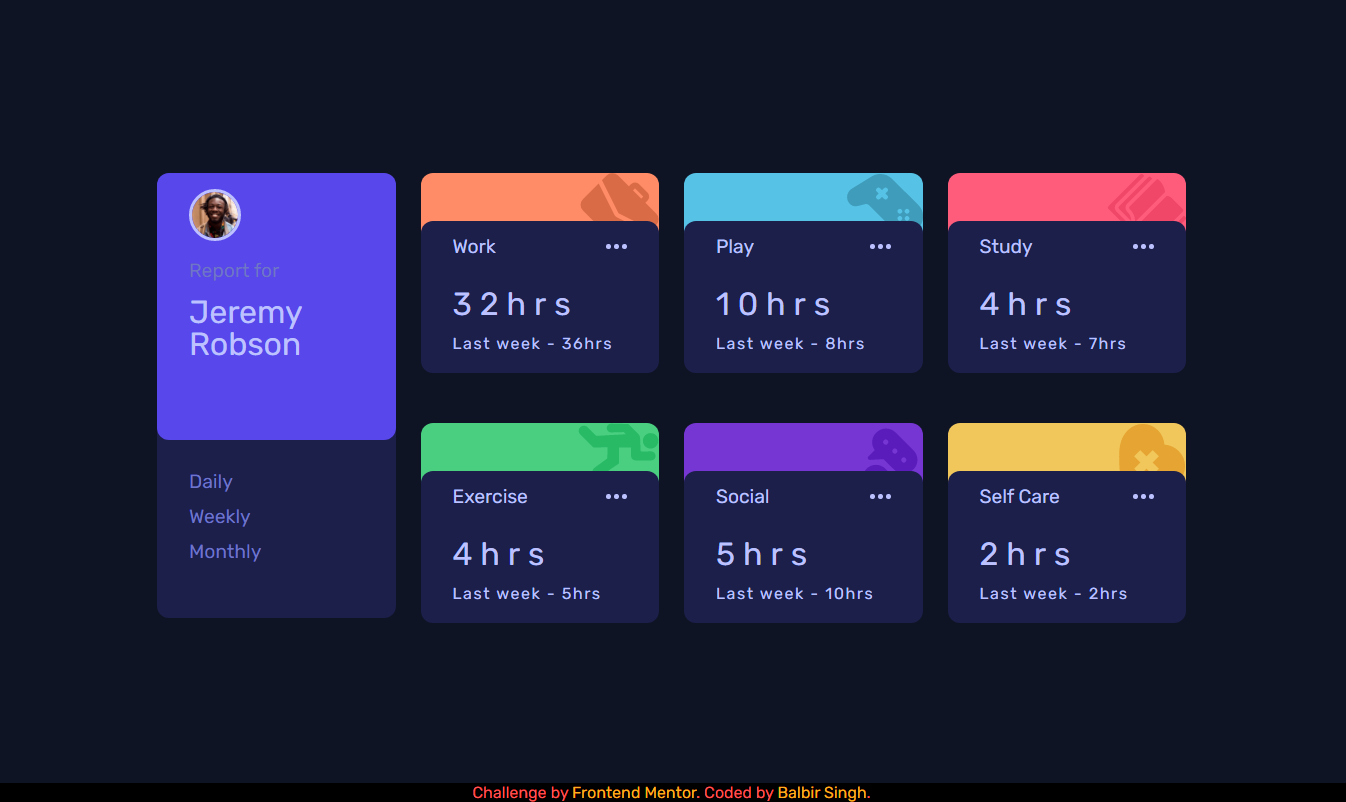 Report for
Jeremy
Robson
Daily
Weekly
Monthly
Work
32hrs
Last week - 36hrs
Play
10hrs
Last week - 8hrs
Study
4hrs
Last week - 7hrs
Exercise
4hrs
Last week - 5hrs
Social
5hrs
Last week - 10hrs
Self Care
2hrs
Last week - 2hrs
Challenge by Frontend Mentor. Coded by Balbir Singh.